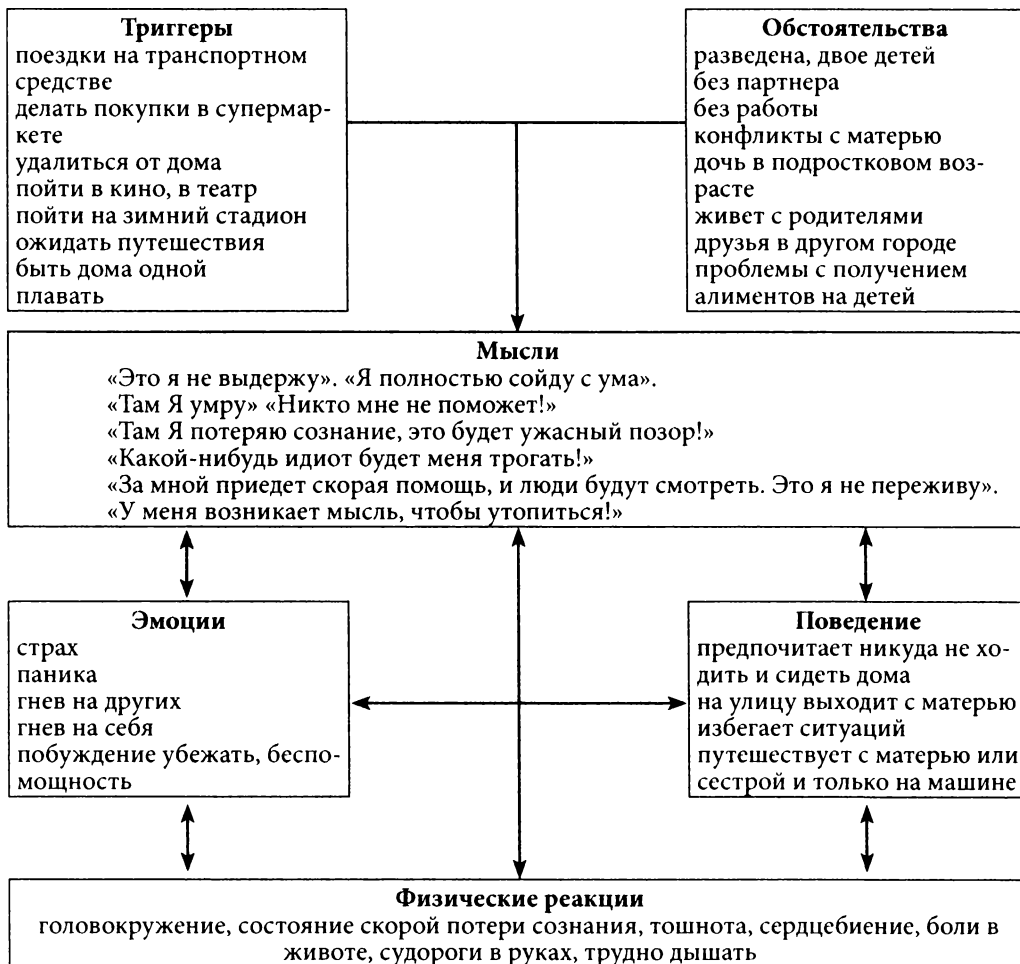 Триггеры
поездки на транспортном
средстве
делать покупки в супермар-
кете
удалиться от дома
пойти в кино, в театр
пойти на зимний стадион
ожидать путешествия
быть дома одной
плавать
Обстоятельства
разведена, двое детей
без партнера
без работы
конфликты с матерью
дочь в подростковом воз-
расте
живет с родителями
друзья в другом городе
проблемы с получением
алиментов на детей
Мысли
«Это я не выдержу». «Я полностью сойду с ума».
«Там Я умру» «Никто мне не поможет!»
«Там Я потеряю сознание, это будет ужасный позор!»
«Какой-нибудь идиот будет меня трогать!»
«За мной приедет скорая помощь, и люди будут смотреть. Это я не переживу».
«У меня возникает мысль, чтобы утопиться!»
Эмоции
страх
паника
гнев на других
гнев на себя
побуждение убежать, беспо-
мощность
Поведение
предпочитает никуда не хо-
дить и сидеть дома
на улицу выходит с матерью
избегает ситуаций
путешествует с матерью или
сестрой и только на машине
Физические реакции
головокружение, состояние скорой потери сознания, тошнота, сердцебиение, боли в
животе, судороги в руках, трудно дышать